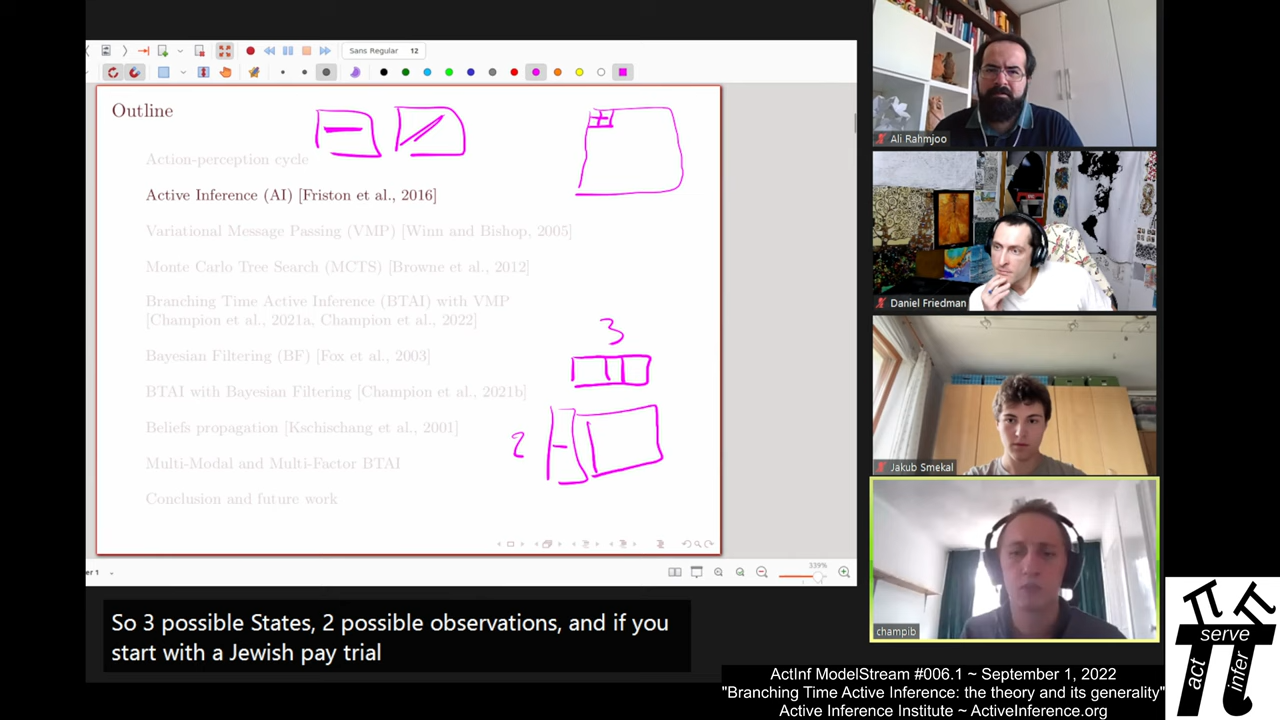 Sans Regular 12
Outline
Action-perception cycle
Active Inference (AI) [Friston et al., 2016]
Variational Message Passing (VMP) [Winn and Bishop, 2005]
Monte Carlo Tree Search (MCTS) [Browne et al., 2012]
Branching Time Active Inference (BTAI) with VMP
[Champion et al., 2021a, Champion et al., 2022]
Bayesian Filtering (BF) [Fox et al., 2003]
BTAI with Bayesian Filtering [Champion et al., 2021b]
Beliefs propagation [Kschischang et al., 2001]
Multi-Modal and Multi-Factor BTAI
Conclusion and future work
3
2
er 1
339%
So 3 possible States, 2 possible observations, and if you
start with a Jewish pay trial
Ali Rahmjoo
Daniel Friedman
Jakub Smekal
champib
ActInf ModelStream #006.1 ~ September 1, 2022
"Branching Time Active Inference: the theory and its generality"
Active Inference Institute ~ ActiveInference.org
π π
serve
act
infer